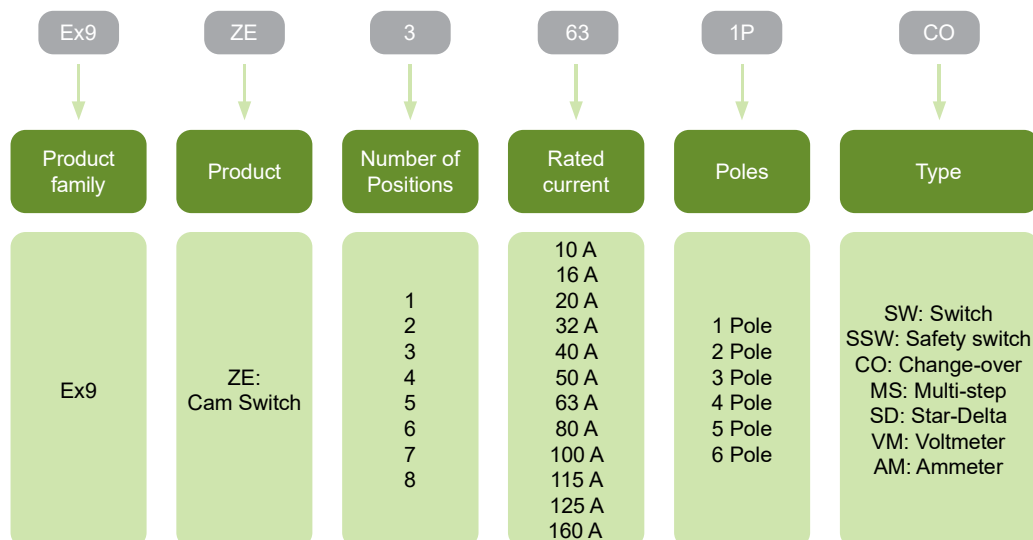 Ex9
ZE
3
63
1P
CO
Product
family
Product
Number of
Positions
Rated
current
Poles
Type
Ex9
ZE:
Cam Switch
1
2
3
4
5
6
7
8
10 A
16 A
20 A
32 A
40 A
50 A
63 A
80 A
100 A
115 A
125 A
160 A
1 Pole
2 Pole
3 Pole
4 Pole
5 Pole
6 Pole
SW: Switch
SSW: Safety switch
CO: Change-over
MS: Multi-step
SD: Star-Delta
VM: Voltmeter
AM: Ammeter